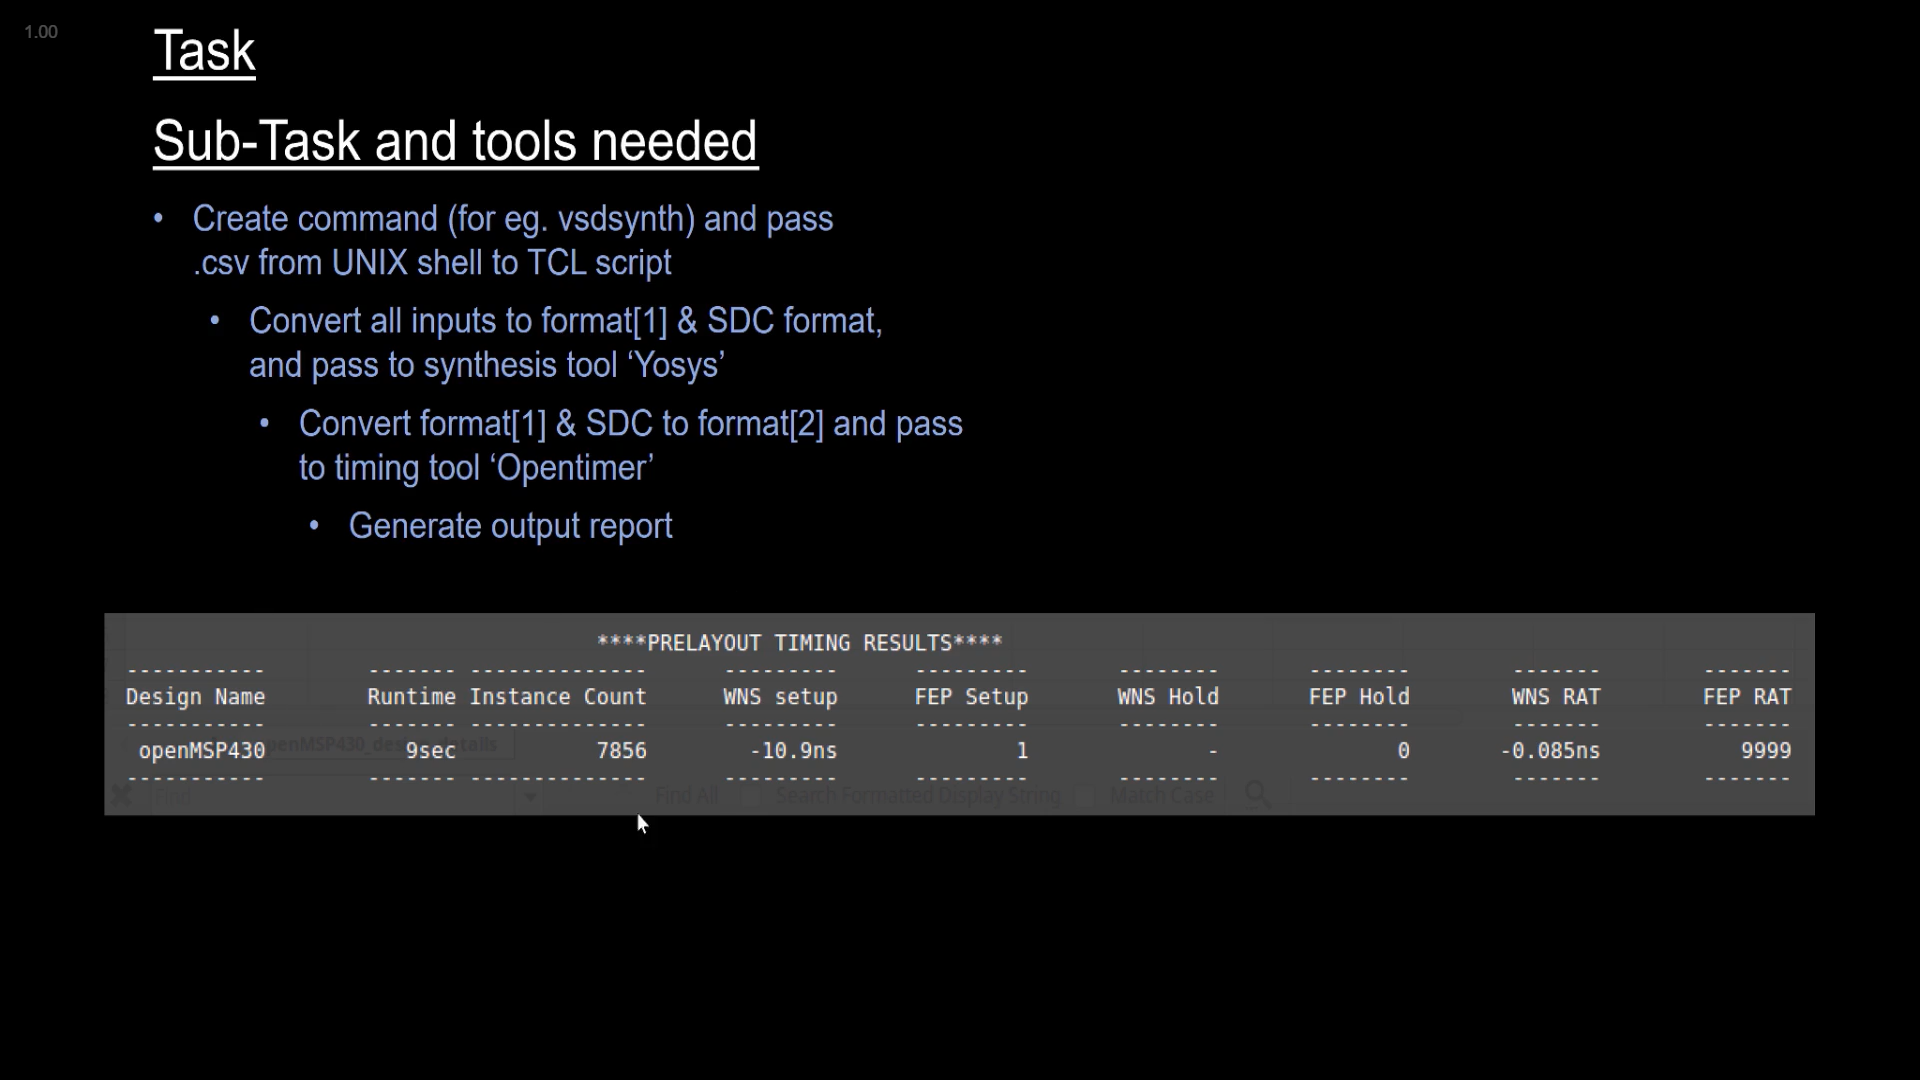 1.00
Task
Sub-Task and tools needed
• Create command (for eg. vsdsynth) and pass
.csv from UNIX shell to TCL script
• Convert all inputs to format[1] & SDC format,
and pass to synthesis tool ‘Yosys’
• Convert format[1] & SDC to format[2] and pass
to timing tool ‘Opentimer’
• Generate output report
****PRELAYOUT TIMING RESULTS****
Design Name Runtime Instance Count WNS setup FEP Setup WNS Hold FEP Hold WNS RAT FEP RAT
openMSP430 9sec 7856 -10.9ns 1 - 0 -0.085ns 9999
Find Find All Search Formatted Display String Match Case